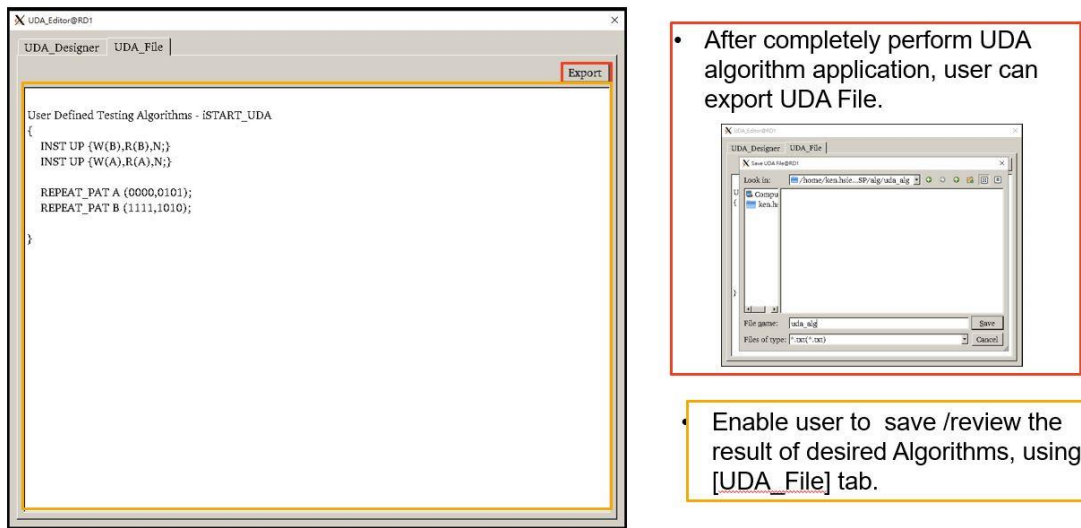 UDA_Editor@RD1
UDA_Designer UDA_File
Export
User Defined Testing Algorithms - iSTART_UDA
{
INST UP {W(B),R(B),N;}
INST UP {W(A),R(A),N;}
REPEAT_PAT A (0000,0101);
REPEAT_PAT B (1111,1010);
}
• After completely perform UDA
algorithm application, user can
export UDA File.
UDA_Editor@RD1
UDA_Designer UDA_File
Save UDA File@RD1
Look in: /home/ken.hsie...SP/alg/uda_alg
Compu
ken.h
File name: uda_alg Save
Files of type: *.txt(*.txt) Cancel
• Enable user to save /review the
result of desired Algorithms, using
[UDA_File] tab.